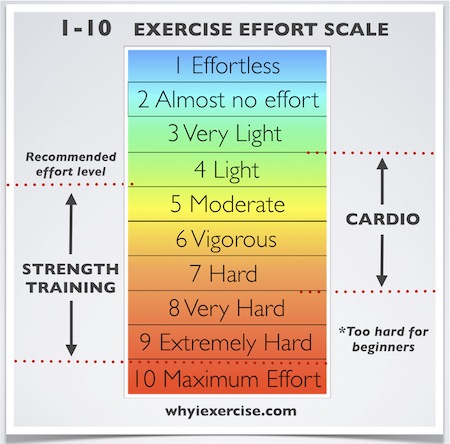 1-10 EXERCISE EFFORT SCALE
1 Effortless
2 Almost no effort
3 Very Light
Recommended
effort level
4 Light
5 Moderate
CARDIO
6 Vigorous
STRENGTH
TRAINING
7 Hard
8 Very Hard
*Too hard for
beginners
9 Extremely Hard
10 Maximum Effort
whyiexercise.com